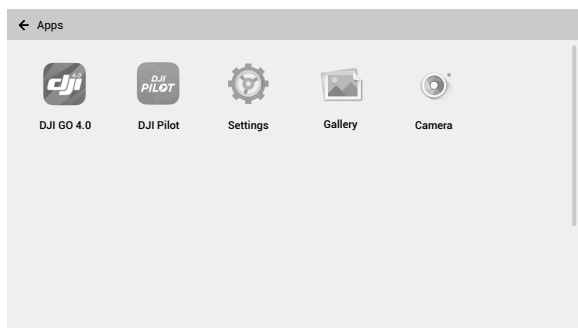 Apps
4.0
dji
DJI
PILOT
DJI GO 4.0
DJI Pilot
Settings
Gallery
Camera